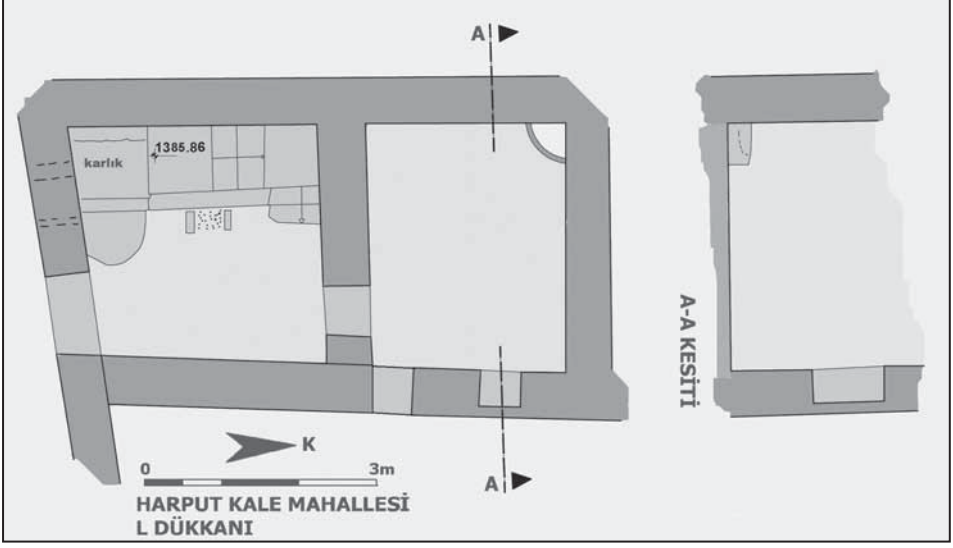 A
karlık
1385.86
A-A KESİTİ
K
0 3m
A
HARPUT KALE MAHALLESİ
L DÜKKANI